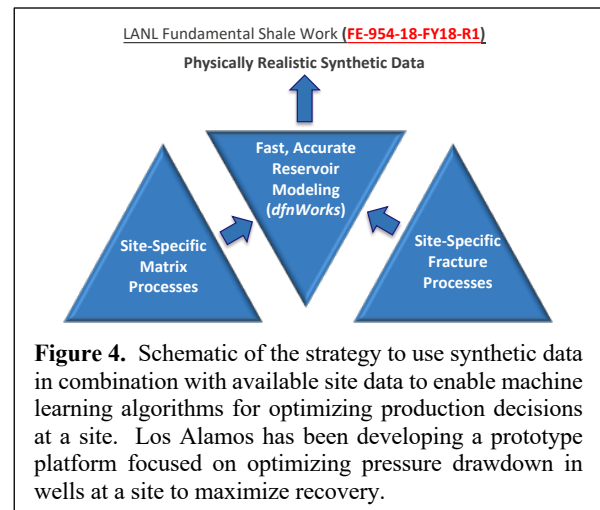 LANL Fundamental Shale Work (FE-954-18-FY18-R1)
Physically Realistic Synthetic Data
Fast, Accurate
Reservoir
Modeling
(dfnWorks)
Site-Specific
Matrix
Processes
Site-Specific
Fracture
Processes
Figure 4. Schematic of the strategy to use synthetic data
in combination with available site data to enable machine
learning algorithms for optimizing production decisions
at a site. Los Alamos has been developing a prototype
platform focused on optimizing pressure drawdown in
wells at a site to maximize recovery.